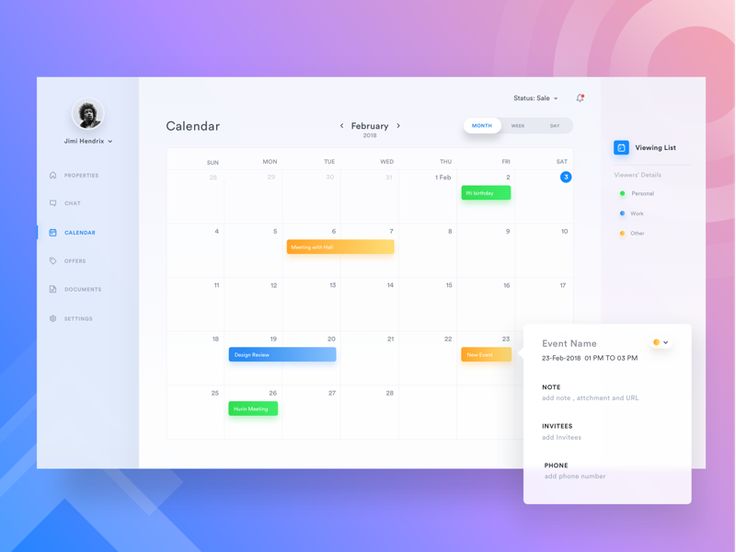 Status: Sale
Jimi Hendrix
Calendar
February
2018
MONTH WEEK DAY
Viewing List
Viewers' Details
Personal
Work
Other
PROPERTIES
CHAT
CALENDAR
OFFERS
DOCUMENTS
SETTINGS
SUN MON TUE WED THU FRI SAT
28 29 30 31 1 Feb 2 3
Pri birthday
4 5 6 7 8 9 10
Meeting with Hall
11 12 13 14 15 16 17
18 19 20 21 22 23
Design Review New Event
25 26 27 28
Meeting
Event Name
23-Feb-2018 01 PM TO 03 PM
NOTE
add note , attchment and URL
INVITEES
add Invitees
PHONE
add phone number